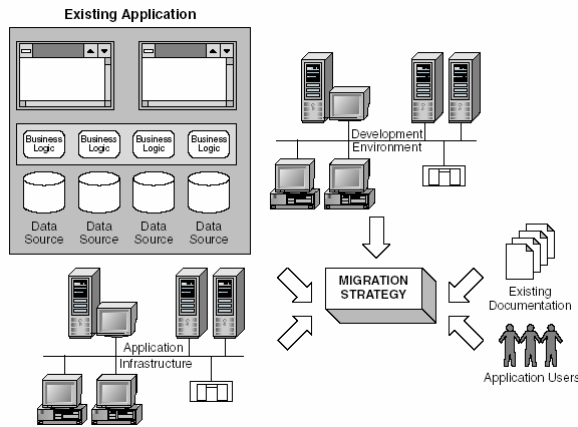 Existing Application
Business
Logic
Business
Logic
Business
Logic
Business
Logic
Data
Source
Data
Source
Data
Source
Data
Source
Development
Environment
MIGRATION
STRATEGY
Existing
Documentation
Application Users
Application
Infrastructure